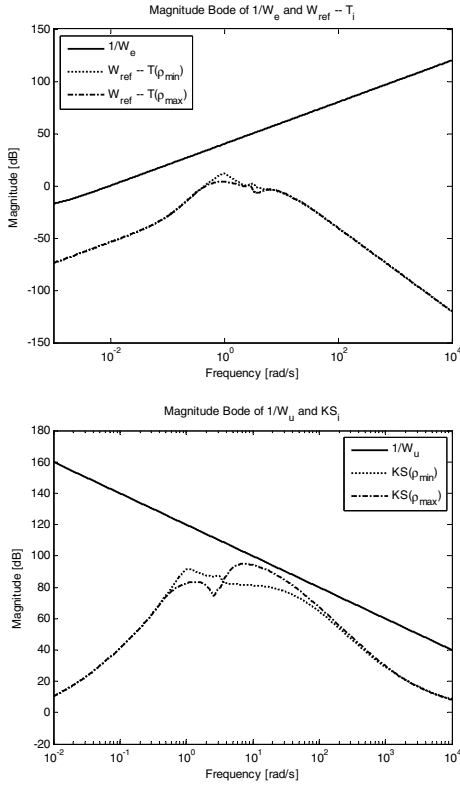 Magnitude Bode of 1/W_e and W_ref -- T_i
1/W_e
W_ref -- T(ρ_min)
W_ref -- T(ρ_max)
Magnitude [dB]
150
100
50
0
-50
-100
-150
10^-2
10^0
10^2
10^4
Frequency [rad/s]
Magnitude Bode of 1/W_u and KS_i
1/W_u
KS(ρ_min)
KS(ρ_max)
Magnitude [dB]
180
160
140
120
100
80
60
40
20
0
-20
10^-2
10^-1
10^0
10^1
10^2
10^3
10^4
Frequency [rad/s]